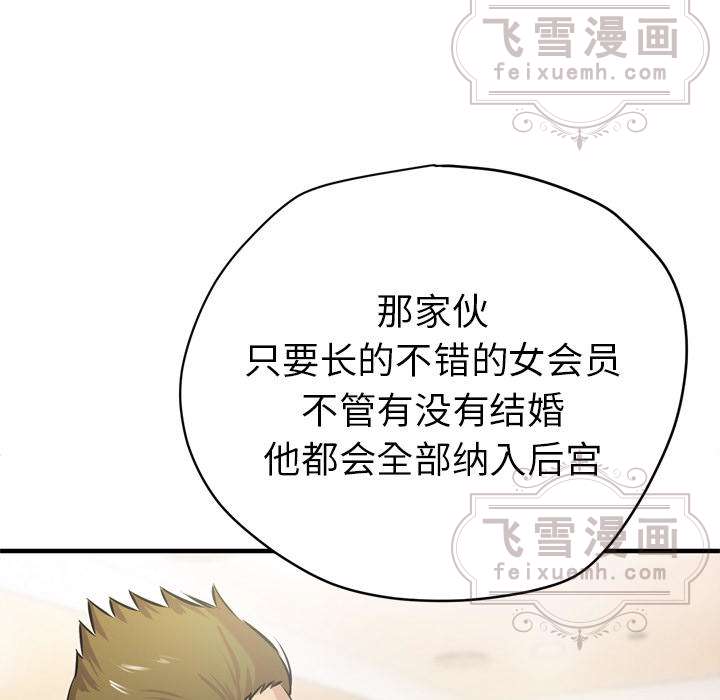 飞雪漫画
feixuemh.com
那家伙
只要长的不错的女会员
不管有没有结婚
他都会全部纳入后宫
飞雪漫画
feixuemh.com